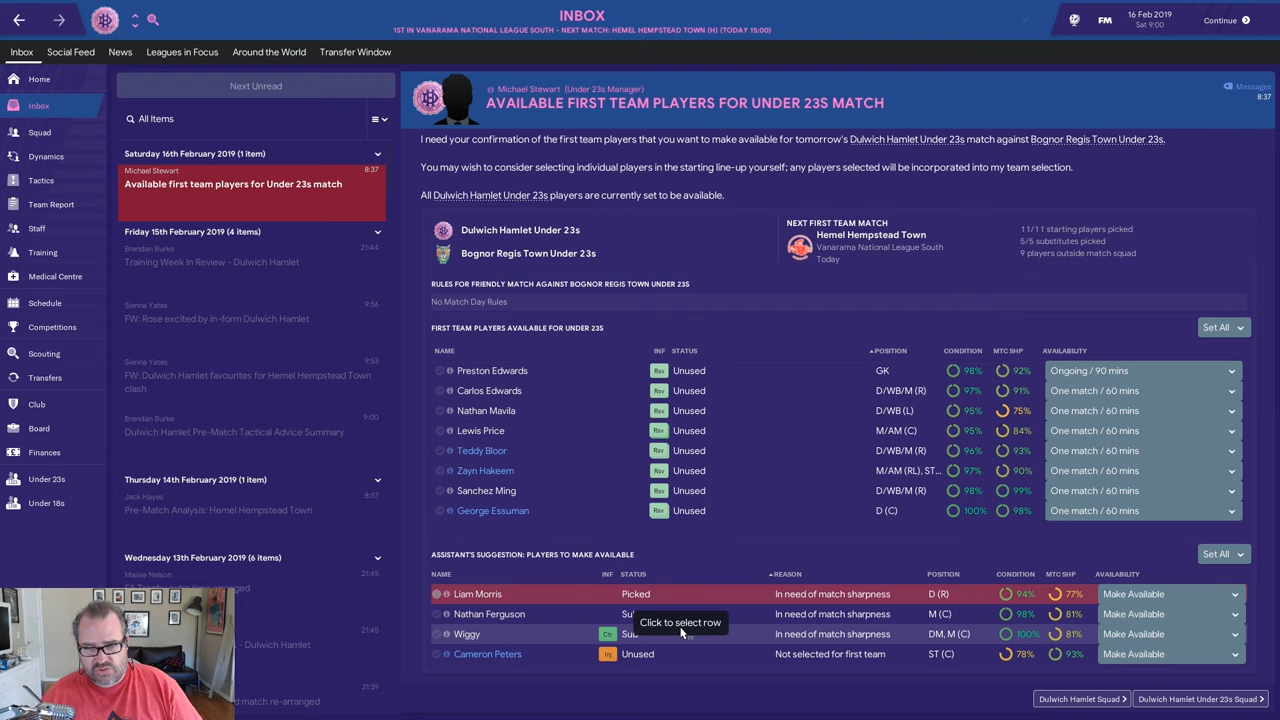 INBOX
1ST IN VANARAMA NATIONAL LEAGUE SOUTH - NEXT MATCH: HEMEL HEMPSTEAD TOWN (H) (TODAY 15:00)
FM
16 Feb 2019
Sat 9:00
Continue
Inbox Social Feed News Leagues in Focus Around the World Transfer Window
Home
Inbox
Squad
Dynamics
Tactics
Team Report
Staff
Training
Medical Centre
Schedule
Competitions
Scouting
Transfers
Club
Board
Finances
Under 23s
Under 18s
Next Unread
All Items
Saturday 16th February 2019 (1 item)
Michael Stewart 8:37
Available first team players for Under 23s match
Friday 15th February 2019 (4 items)
Brendan Burke 21:44
Training Week In Review - Dulwich Hamlet
Sienna Yates 9:56
FW: Rose excited by in-form Dulwich Hamlet
Sienna Yates 9:53
FW: Dulwich Hamlet favourites for Hemel Hempstead Town
clash
Brendan Burke 9:00
Dulwich Hamlet Pre-Match Tactical Advice Summary
Thursday 14th February 2019 (1 item)
Jack Hayes 8:57
Pre-Match Analysis: Hemel Hempstead Town
Wednesday 13th February 2019 (6 items)
Maisie Nelson 21:45
FA Trophy extra time arranged
21:45
- Dulwich Hamlet
21:39
d match re-arranged
Michael Stewart (Under 23s Manager)
AVAILABLE FIRST TEAM PLAYERS FOR UNDER 23S MATCH
Messages
8:37
I need your confirmation of the first team players that you want to make available for tomorrow's Dulwich Hamlet Under 23s match against Bognor Regis Town Under 23s.
You may wish to consider selecting individual players in the starting line-up yourself; any players selected will be incorporated into my team selection.
All Dulwich Hamlet Under 23s players are currently set to be available.
Dulwich Hamlet Under 23s
Bognor Regis Town Under 23s
NEXT FIRST TEAM MATCH
Hemel Hempstead Town
Vanarama National League South
Today
11/11 starting players picked
5/5 substitutes picked
9 players outside match squad
RULES FOR FRIENDLY MATCH AGAINST BOGNOR REGIS TOWN UNDER 23S
No Match Day Rules
FIRST TEAM PLAYERS AVAILABLE FOR UNDER 23S Set All
NAME INF STATUS POSITION CONDITION MTC SHP AVAILABILITY
Preston Edwards Rsv Unused GK 98% 92% Ongoing / 90 mins
Carlos Edwards Rsv Unused D/WB/M (R) 97% 91% One match / 60 mins
Nathan Mavila Rsv Unused D/WB (L) 95% 75% One match / 60 mins
Lewis Price Rsv Unused M/AM (C) 95% 84% One match / 60 mins
Teddy Bloor Rsv Unused D/WB/M (R) 96% 93% One match / 60 mins
Zayn Hakeem Rsv Unused M/AM (RL), ST... 97% 90% One match / 60 mins
Sanchez Ming Rsv Unused D/WB/M (R) 98% 99% One match / 60 mins
George Essuman Rsv Unused D (C) 100% 98% One match / 60 mins
ASSISTANT'S SUGGESTION: PLAYERS TO MAKE AVAILABLE Set All
NAME INF STATUS REASON POSITION CONDITION MTC SHP AVAILABILITY
Liam Morris Picked In need of match sharpness D (R) 94% 77% Make Available
Nathan Ferguson In need of match sharpness M (C) 98% 81% Make Available
Click to select row
Wiggy Ctr In need of match sharpness DM, M (C) 100% 81% Make Available
Cameron Peters Inj Unused Not selected for first team ST (C) 78% 93% Make Available
Dulwich Hamlet Squad Dulwich Hamlet Under 23s Squad